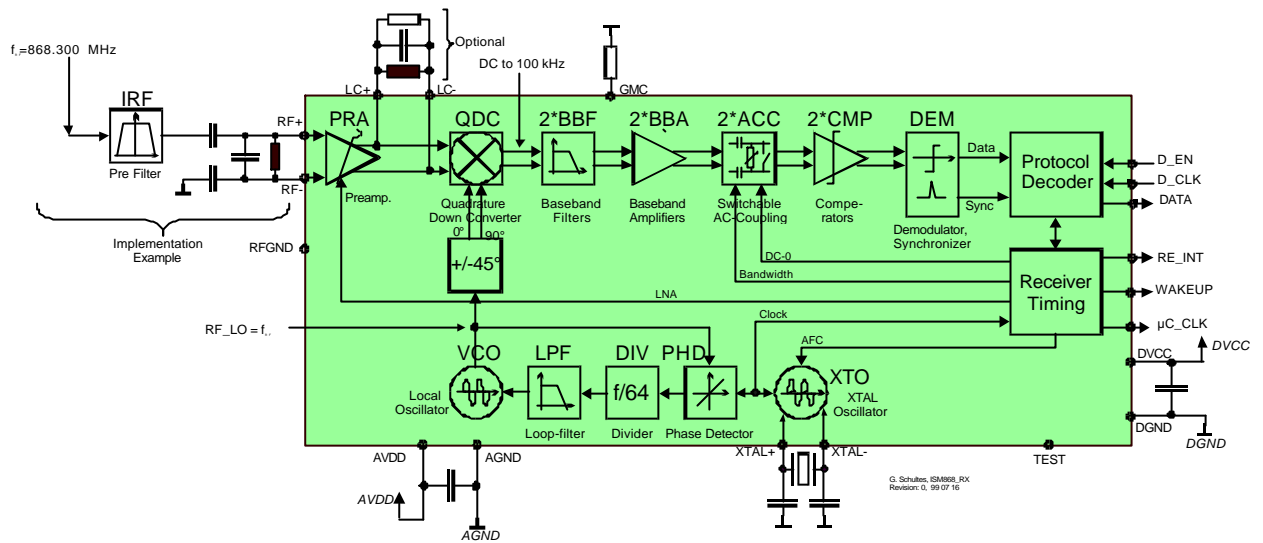 f,,=868.300 MHz
Optional
DC to 100 kHz
LC+
LC-
GMC
IRF
Pre Filter
RF+
RF-
PRA
Preamp.
QDC
Quadrature
Down Converter
0°
90°
2*BBF
Baseband
Filters
2*BBA
Baseband
Amplifiers
2*ACC
Switchable
AC-Coupling
2*CMP
Compe-
rators
DEM
Demodulator,
Synchronizer
Data
Sync
Protocol
Decoder
D_EN
D_CLK
DATA
Implementation
Example
RFGND
+/-45°
DC-0
Bandwidth
LNA
Receiver
Timing
RE_INT
WAKEUP
µC_CLK
RF_LO = f,,
Clock
AFC
VCO
Local
Oscillator
LPF
Loop-filter
DIV
f/64
Divider
PHD
Phase Detector
XTO
XTAL
Oscillator
DVCC
DVCC
DGND
DGND
AVDD
AGND
XTAL+
XTAL-
TEST
AVDD
AGND
G. Schultes, ISM868_RX
Revision: 0, 99 07 16